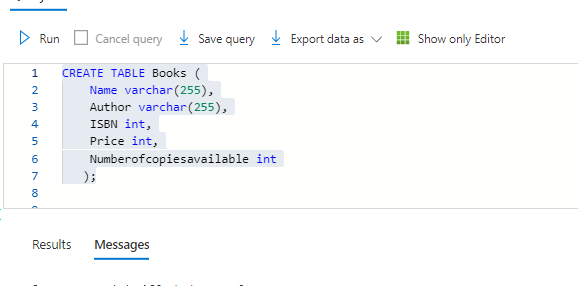 Run Cancel query Save query Export data as Show only Editor
1 CREATE TABLE Books (
2 Name varchar(255),
3 Author varchar(255),
4 ISBN int,
5 Price int,
6 Numberofcopiesavailable int
7 );
8
Results Messages